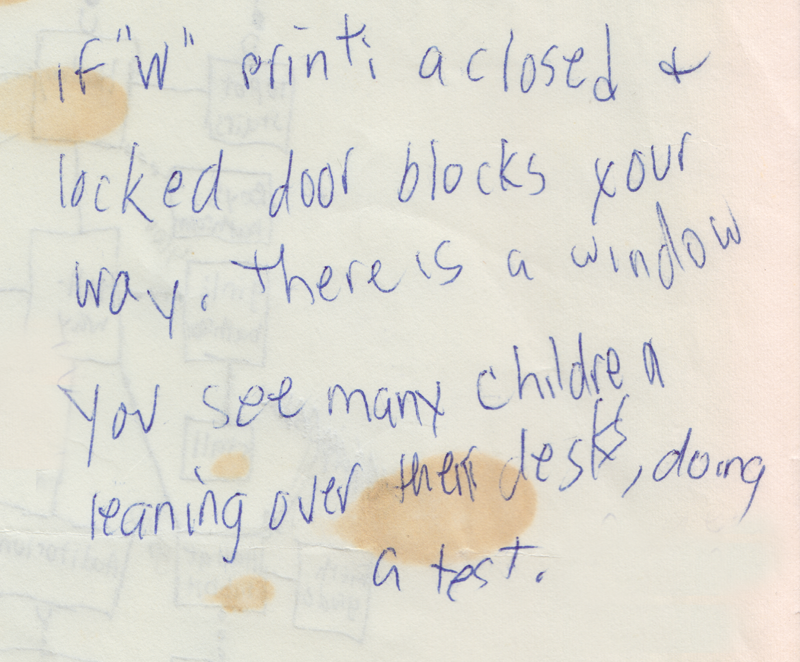 if "W" print: a closed &
locked door blocks your
way. there is a window
you see many children
leaning over their desks, doing
a test.